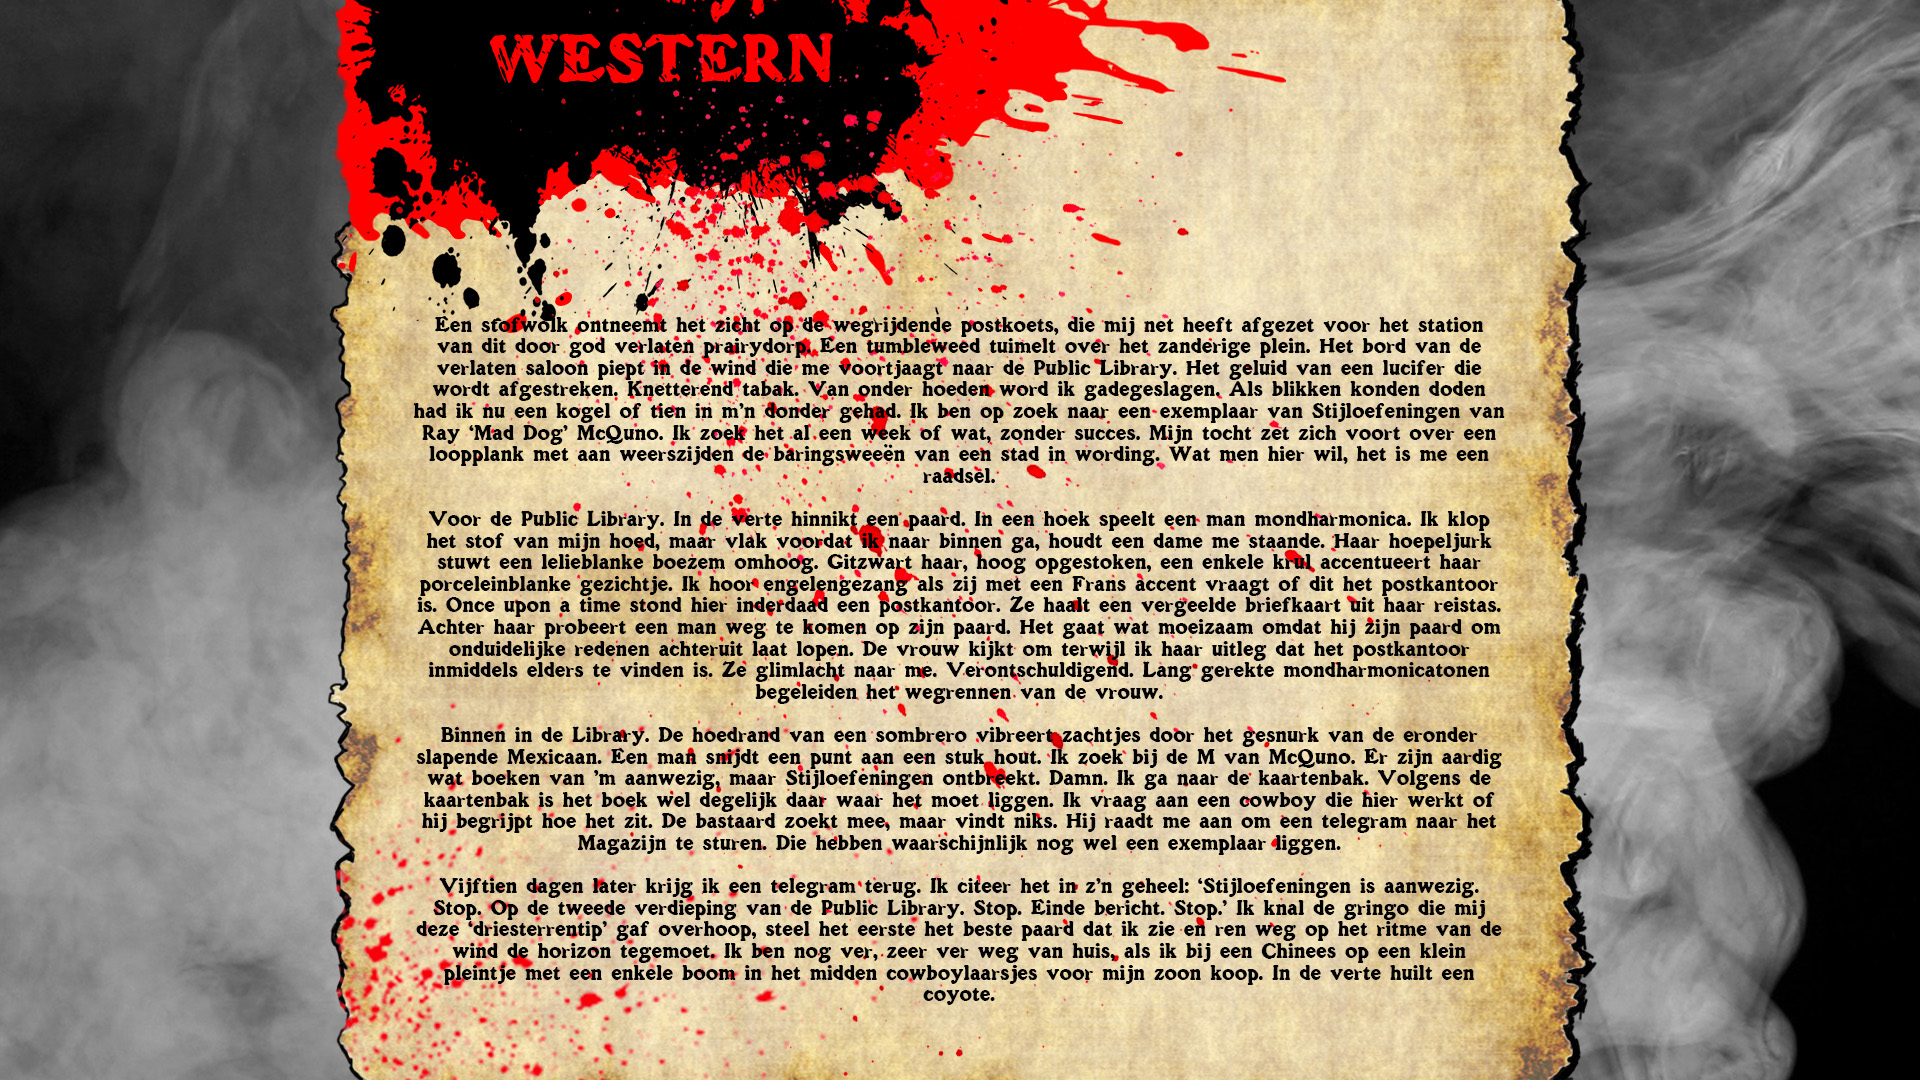 WESTERN
Een stofwolk ontneemt het zicht op de wegrijdende postkoets, die mij net heeft afgezet voor het station
van dit door god verlaten prairydorp. Een tumbleweed tuimelt over het zanderige plein. Het bord van de
verlaten saloon piept in de wind die me voortjaagt naar de Public Library. Het geluid van een lucifer die
wordt afgestreken. Knetterend tabak. Van onder hoeden word ik gadegeslagen. Als blikken konden doden
had ik nu een kogel of tien in m'n donder gehad. Ik ben op zoek naar een exemplaar van Stijloefeningen van
Ray ‘Mad Dog’ McQuno. Ik zoek het al een week of wat, zonder succes. Mijn tocht zet zich voort over een
loopplank met aan weerszijden de baringsweeën van een stad in wording. Wat men hier wil, het is me een
raadsel.
Voor de Public Library. In de verte hinnikt een paard. In een hoek speelt een man mondharmonica. Ik klop
het stof van mijn hoed, maar vlak voordat ik naar binnen ga, houdt een dame me staande. Haar hoepeljurk
stuwt een lelieblanke boezem omhoog. Gitzwart haar, hoog opgestoken, een enkele krul accentueert haar
porceleinblanke gezichtje. Ik hoor engelengezang als zij met een Frans accent vraagt of dit het postkantoor
is. Once upon a time stond hier inderdaad een postkantoor. Ze haalt een vergeelde briefkaart uit haar reistas.
Achter haar probeert een man weg te komen op zijn paard. Het gaat wat moeizaam omdat hij zijn paard om
onduidelijke redenen achteruit laat lopen. De vrouw kijkt om terwijl ik haar uitleg dat het postkantoor
inmiddels elders te vinden is. Ze glimlacht naar me. Verontschuldigend. Lang gerekte mondharmonicatonen
begeleiden het wegrennen van de vrouw.
Binnen in de Library. De hoedrand van een sombrero vibreert zachtjes door het gesnurk van de eronder
slapende Mexicaan. Een man snijdt een punt aan een stuk hout. Ik zoek bij de M van McQuno. Er zijn aardig
wat boeken van ’m aanwezig, maar Stijloefeningen ontbreekt. Damn. Ik ga naar de kaartenbak. Volgens de
kaartenbak is het boek wel degelijk daar waar het moet liggen. Ik vraag aan een cowboy die hier werkt of
hij begrijpt hoe het zit. De bastaard zoekt mee, maar vindt niks. Hij raadt me aan om een telegram naar het
Magazijn te sturen. Die hebben waarschijnlijk nog wel een exemplaar liggen.
Vijftien dagen later krijg ik een telegram terug. Ik citeer het in z'n geheel: ‘Stijloefeningen is aanwezig.
Stop. Op de tweede verdieping van de Public Library. Stop. Einde bericht. Stop.’ Ik knal de gringo die mij
deze ‘driesterrentip’ gaf overhoop, steel het eerste het beste paard dat ik zie en ren weg op het ritme van de
wind de horizon tegemoet. Ik ben nog ver, zeer ver weg van huis, als ik bij een Chinees op een klein
pleintje met een enkele boom in het midden cowboylaarsjes voor mijn zoon koop. In de verte huilt een
coyote.